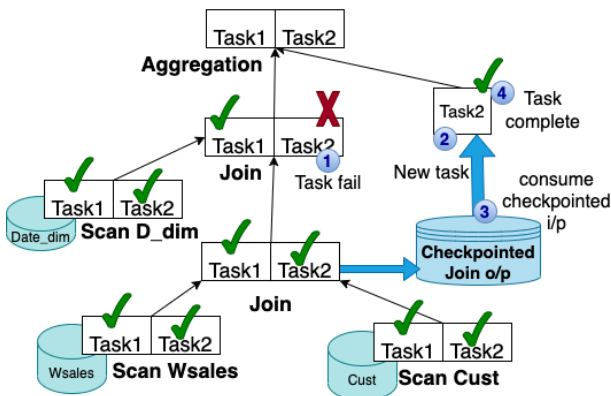 Task1 Task2
Aggregation
4
Task2
Task
complete
2
Task1 Task2
1
Join
Task fail
New task
consume
checkpointed
i/p
3
Task1 Task2
Date_dim
Scan D_dim
Checkpointed
Join o/p
Task1 Task2
Join
Task1 Task2
Wsales
Scan Wsales
Task1 Task2
Cust
Scan Cust